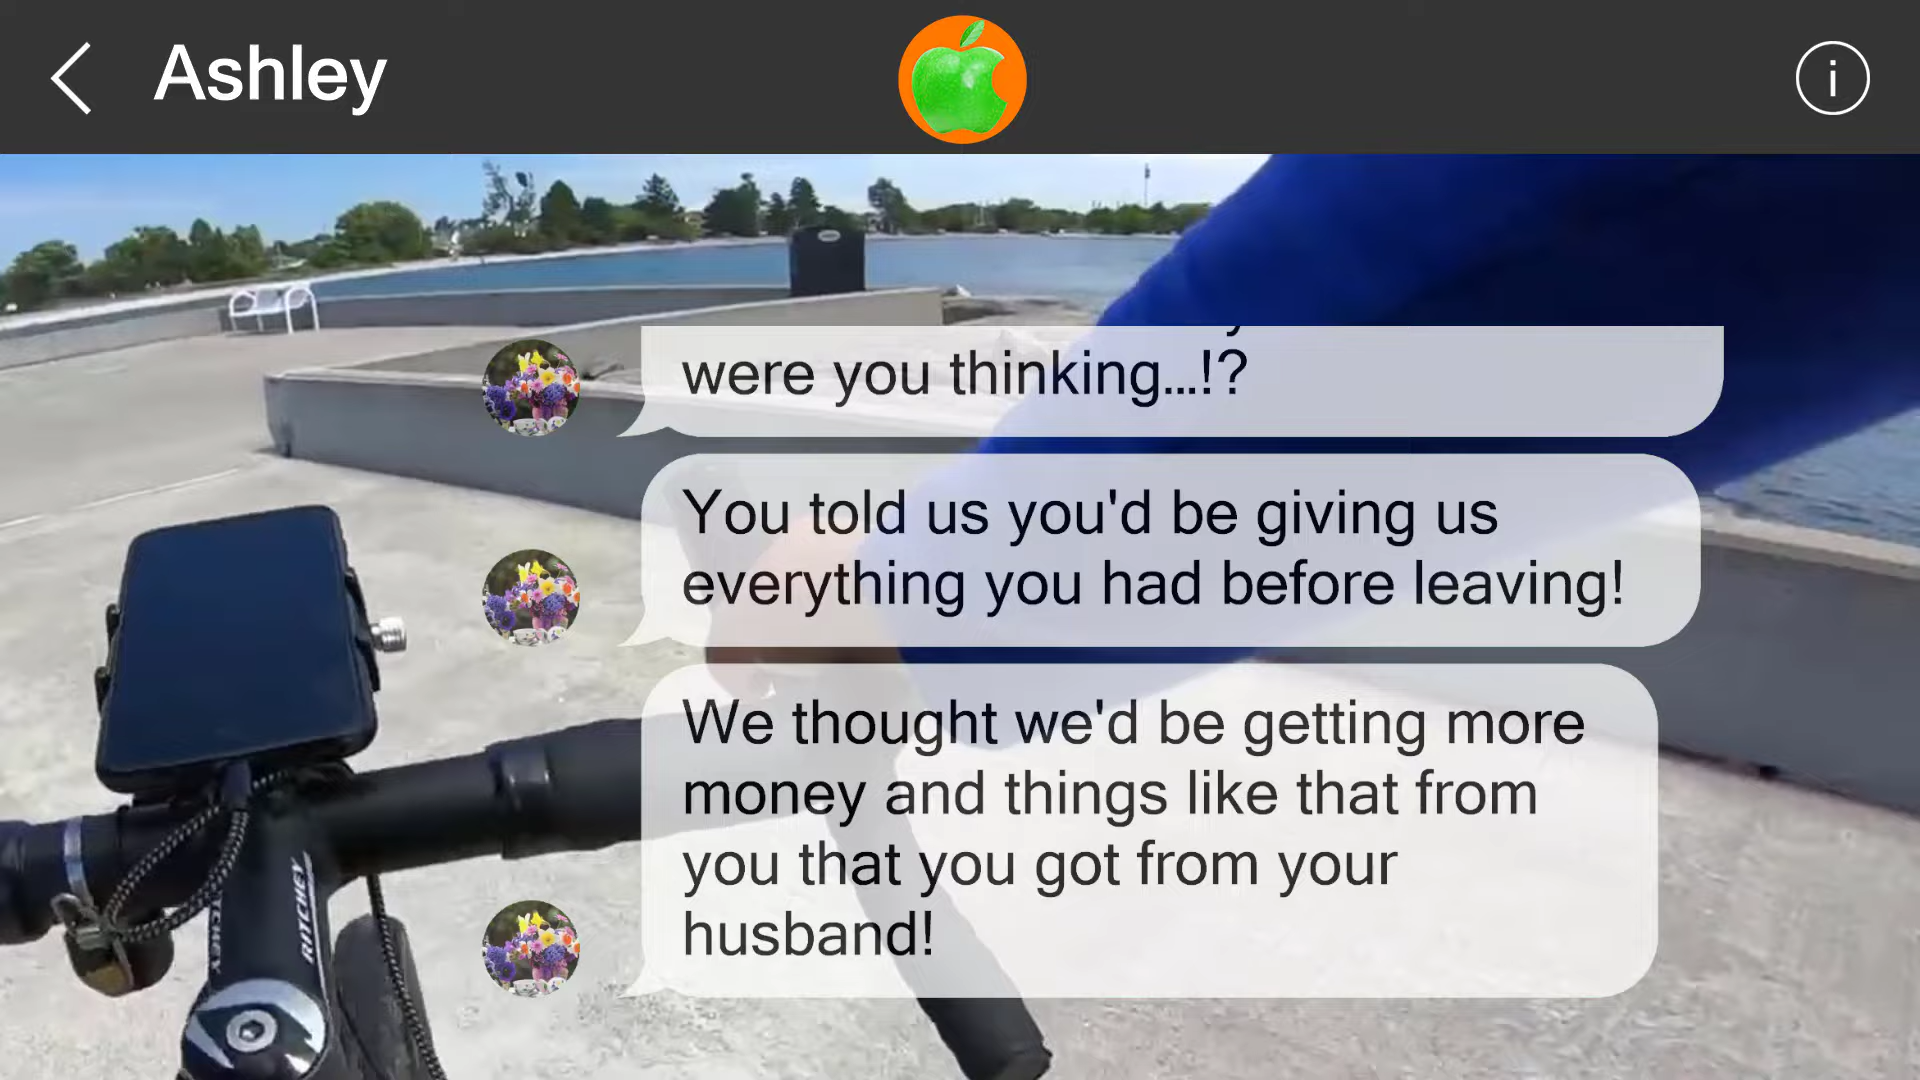 Ashley
i
were you thinking...!?
You told us you'd be giving us
everything you had before leaving!
We thought we'd be getting more
money and things like that from
you that you got from your
husband!
RITCHEY